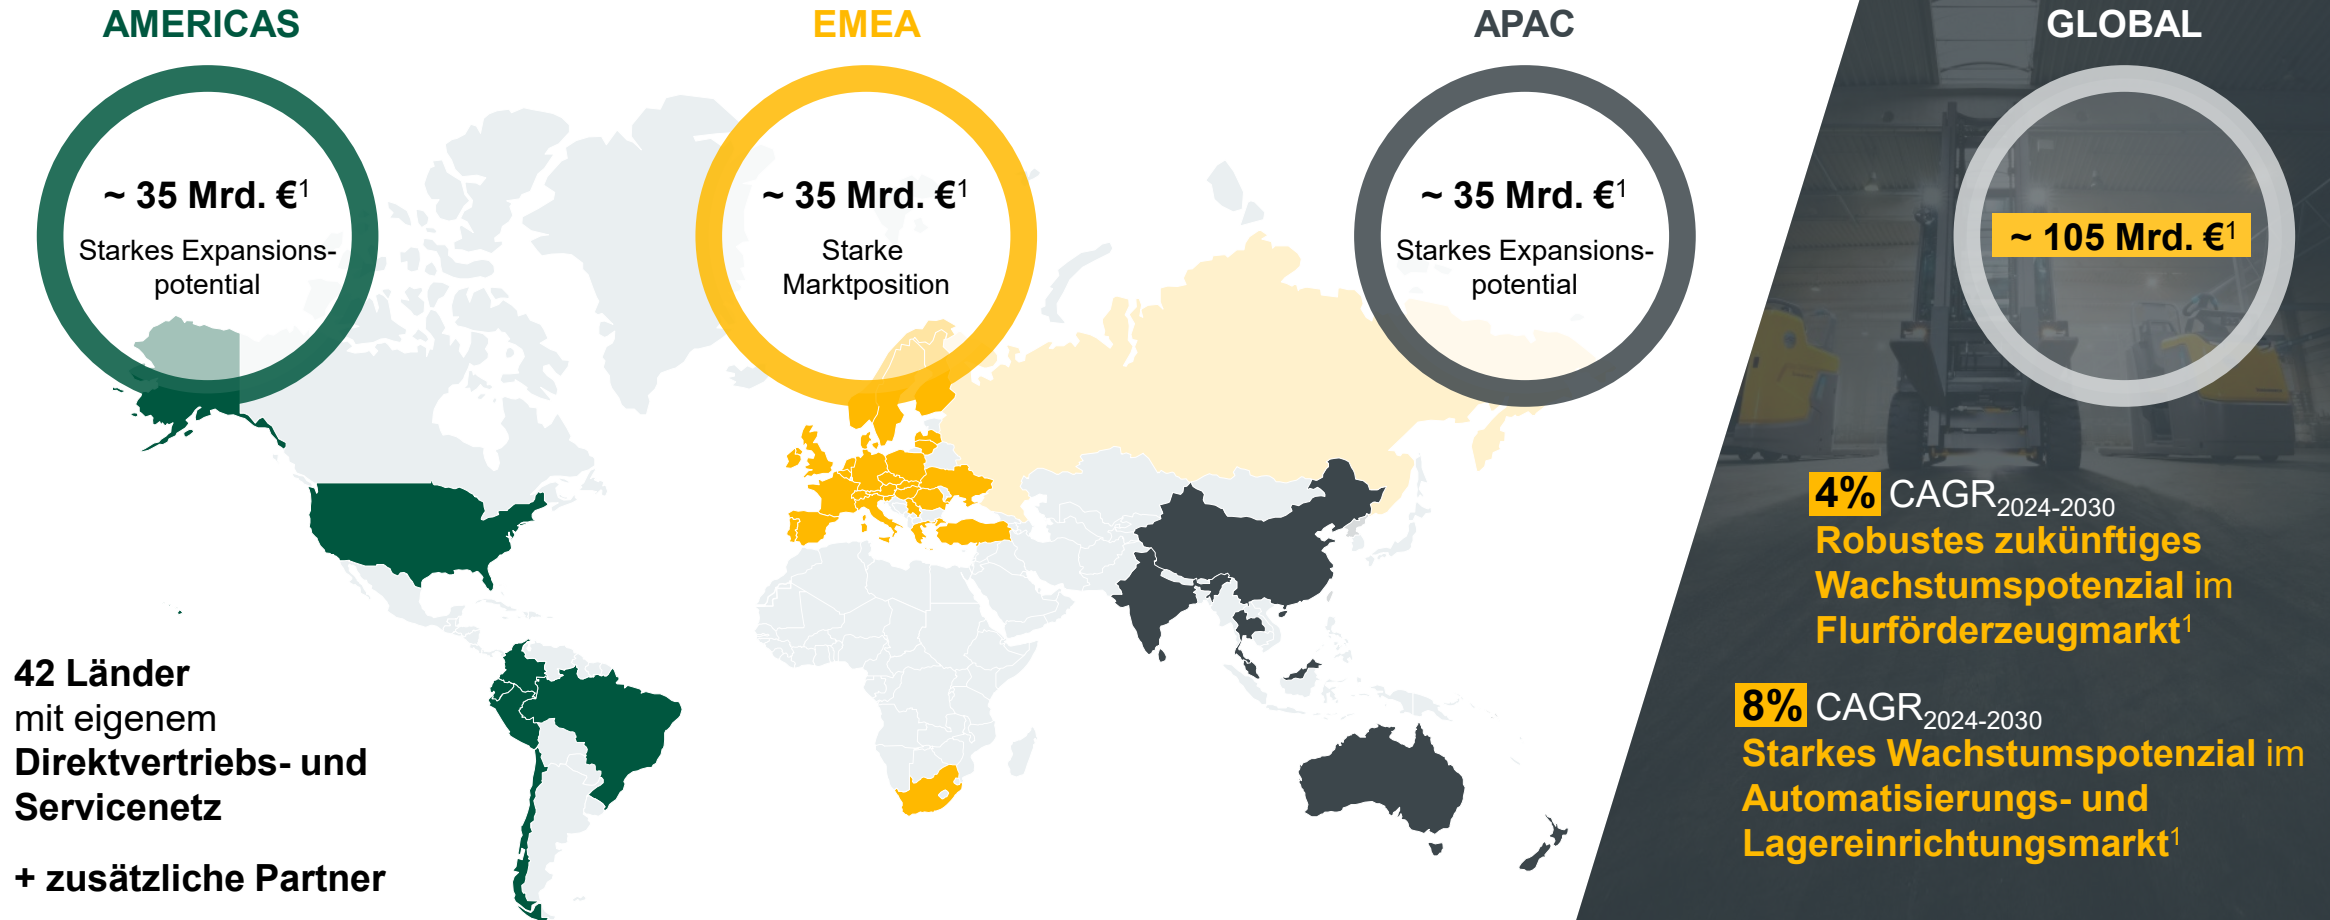 AMERICAS
~ 35 Mrd. €1
Starkes Expansions-
potential
EMEA
~ 35 Mrd. €1
Starke
Marktposition
APAC
~ 35 Mrd. €1
Starkes Expansions-
potential
GLOBAL
~ 105 Mrd. €1
42 Länder
mit eigenem
Direktvertriebs- und
Servicenetz
+ zusätzliche Partner
4% CAGR2024-2030
Robustes zukünftiges
Wachstumspotenzial im
Flurförderzeugmarkt1
8% CAGR2024-2030
Starkes Wachstumspotenzial im
Automatisierungs- und
Lagereinrichtungsmarkt1